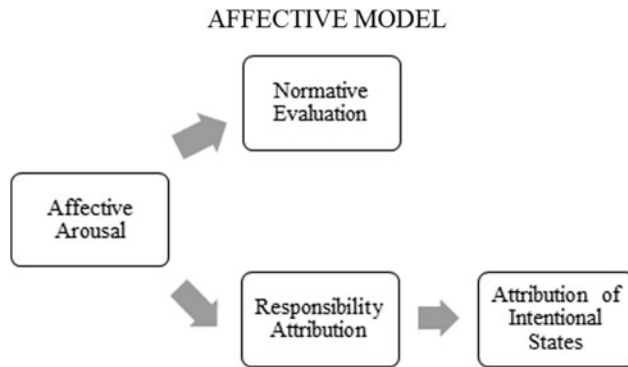 AFFECTIVE MODEL
Normative
Evaluation
Affective
Arousal
Responsibility
Attribution
Attribution of
Intentional
States